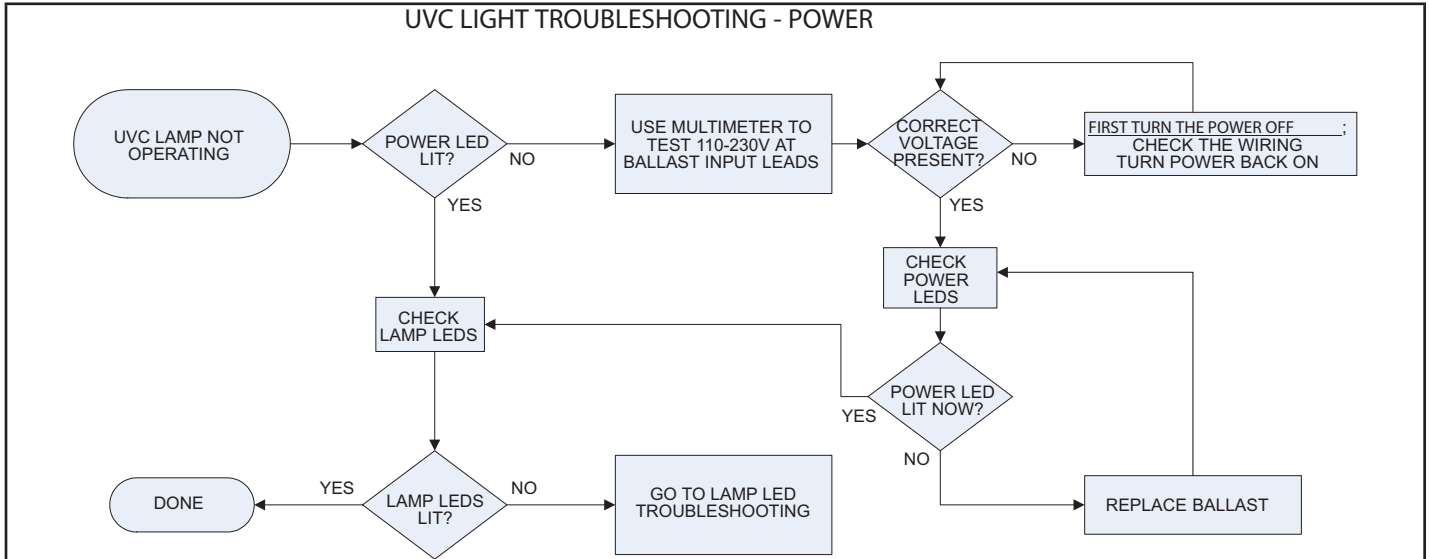 UVC LIGHT TROUBLESHOOTING - POWER
UVC LAMP NOT
OPERATING
POWER LED
LIT?
NO
YES
USE MULTIMETER TO
TEST 110-230V AT
BALLAST INPUT LEADS
CORRECT
VOLTAGE
PRESENT?
NO
YES
FIRST TURN THE POWER OFF ;
CHECK THE WIRING
TURN POWER BACK ON
CHECK
POWER
LEDS
CHECK
LAMP LEDS
POWER LED
LIT NOW?
YES
NO
REPLACE BALLAST
LAMP LEDS
LIT?
YES
NO
DONE
GO TO LAMP LED
TROUBLESHOOTING